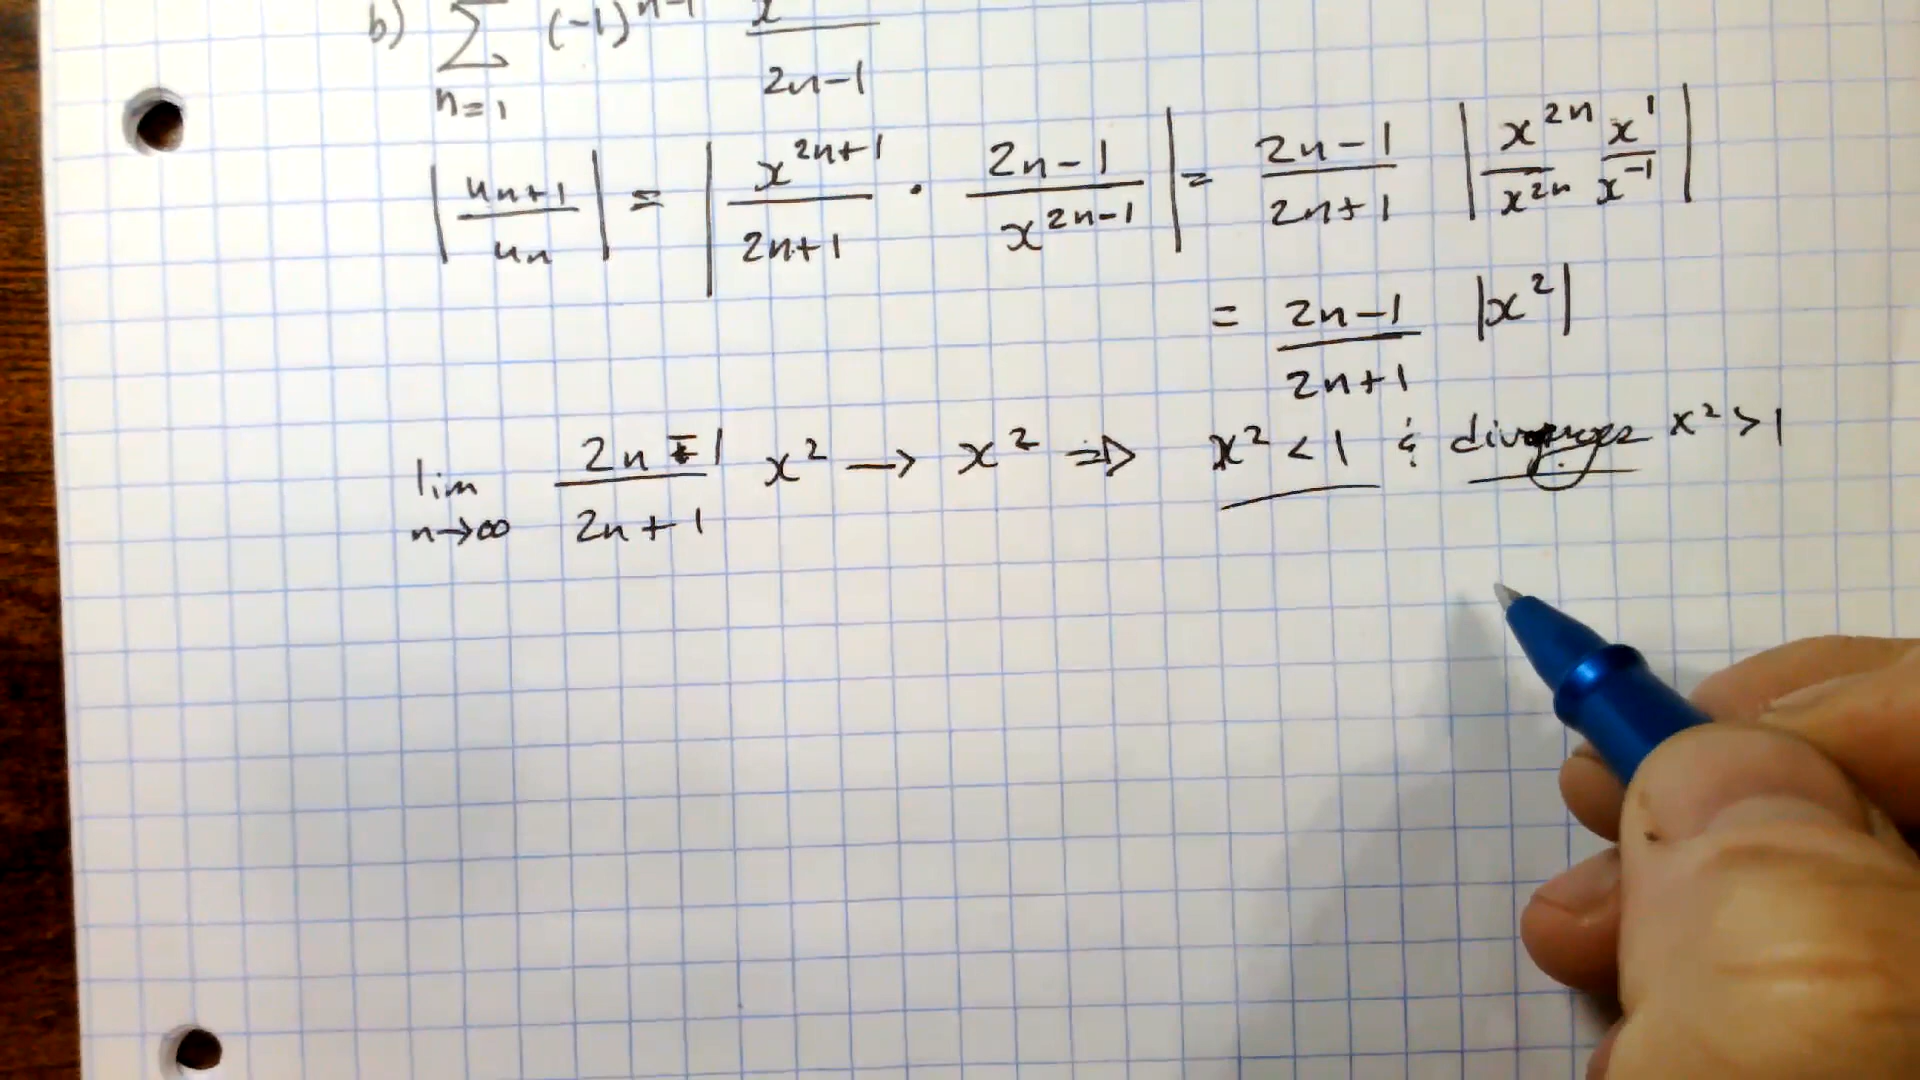 b) ∑ n=1 (-1)^{n-1} x / 2n-1
|u_{n+1} / u_n| = |x^{2n+1} / 2n+1 · 2n-1 / x^{2n-1}| = 2n-1 / 2n+1 |x^{2n} / x^{2n} x^1 / x^{-1}|
= 2n-1 / 2n+1 |x^2|
lim n→∞ 2n-1 / 2n+1 x^2 → x^2 ⇒ x^2 < 1 & diverges x^2 > 1